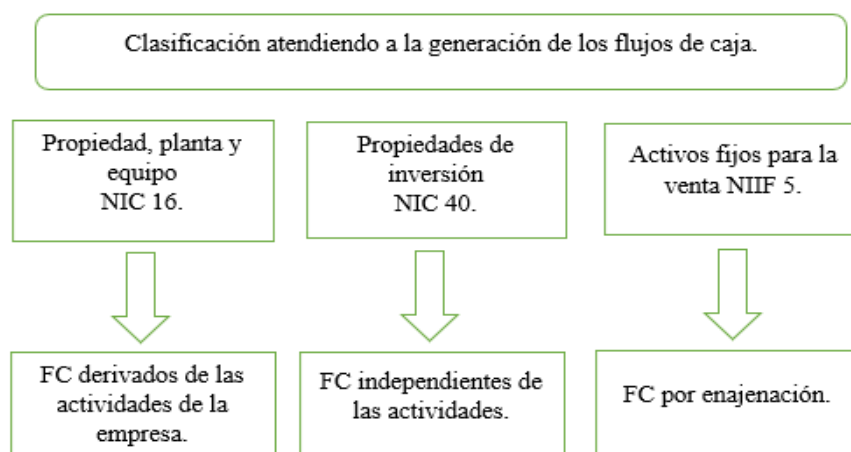 Clasificación atendiendo a la generación de los flujos de caja.
Propiedad, planta y
equipo
NIC 16.
Propiedades de
inversión
NIC 40.
Activos fijos para la
venta NIIF 5.
FC derivados de las
actividades de la
empresa.
FC independientes de
las actividades.
FC por enajenación.